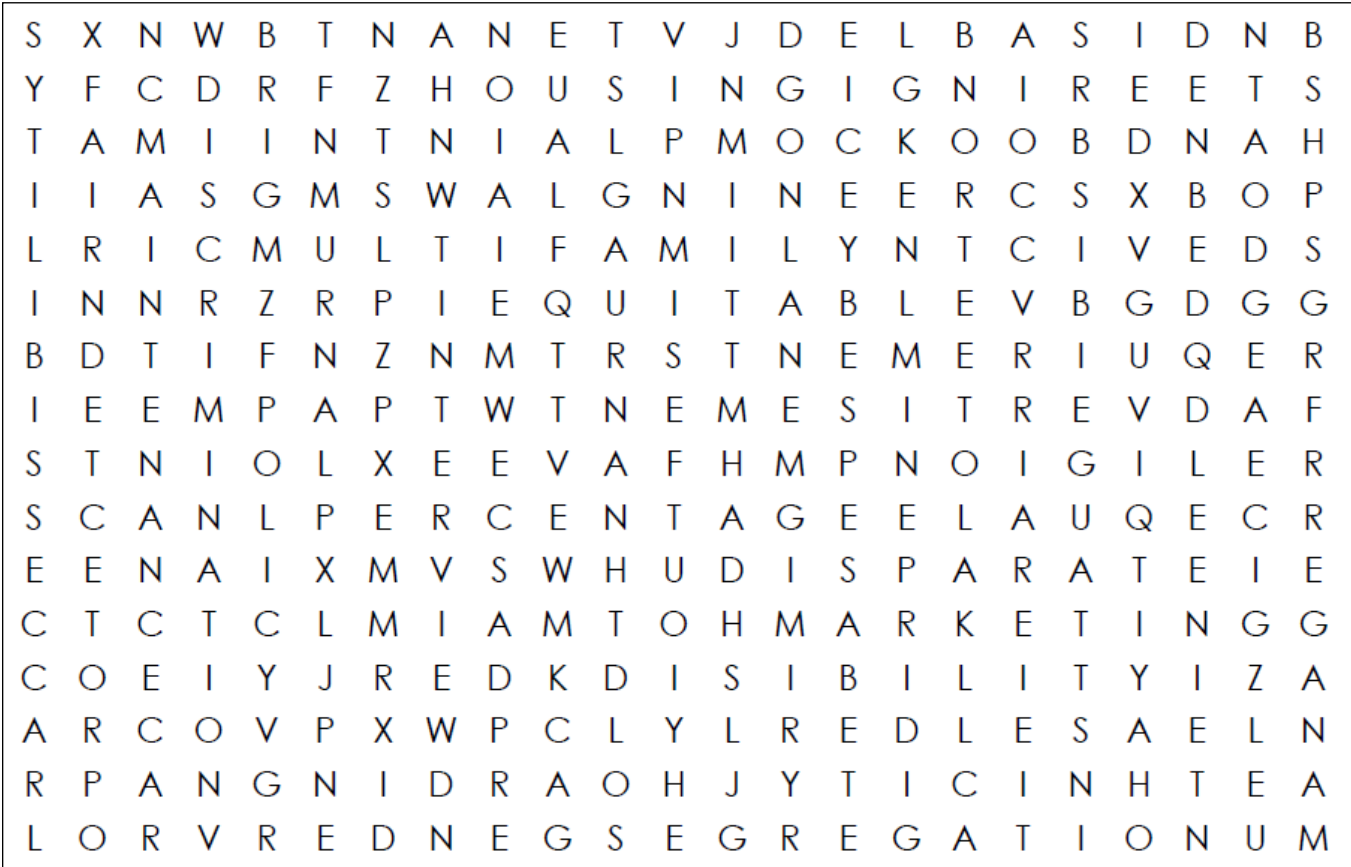 S X N W B T N A N E T V J D E L B A S I D N B
Y F C D R F Z H O U S I N G I G N I R E E T S
T A M I I N T N I A L P M O C K O O B D N A H
I I A S G M S W A L G N I N E E R C S X B O P
L R I C M U L T I F A M I L Y N T C I V E D S
I N N R Z R P I E Q U I T A B L E V B G D G G
B D T I F N Z N M T R S T N E M E R I U Q E R
I E E M P A P T W T N E M E S I T R E V D A F
S T N I O L X E E V A F H M P N O I G I L E R
S C A N L P E R C E N T A G E E L A U Q E C R
E E N A I X M V S W H U D I S P A R A T E I E
C T C T C L M I A M T O H M A R K E T I N G G
C O E I Y J R E D K D I S I B I L I T Y I Z A
A R C O V P X W P C L Y L R E D L E S A E L N
R P A N G N I D R A O H J Y T I C I N H T E A
L O R V R E D N E G S E G R E G A T I O N U M